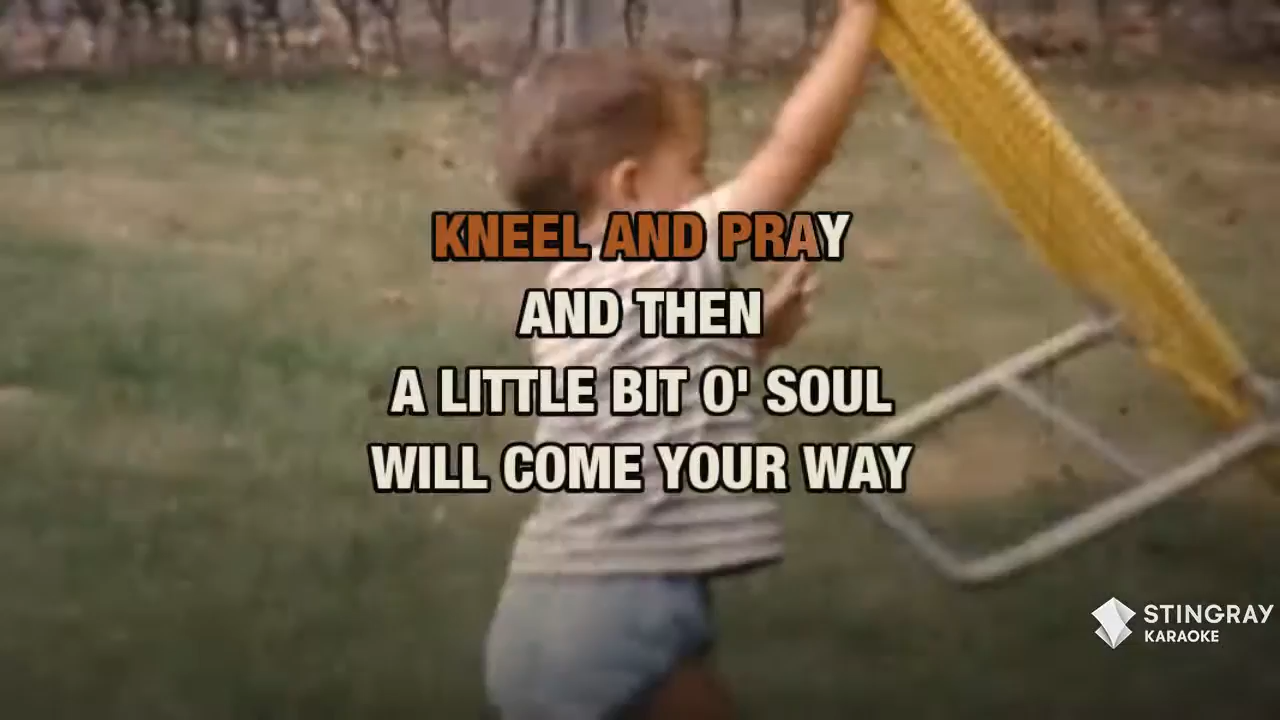 KNEEL AND PRAY
AND THEN
A LITTLE BIT O' SOUL
WILL COME YOUR WAY
STINGRAY
KARAOKE